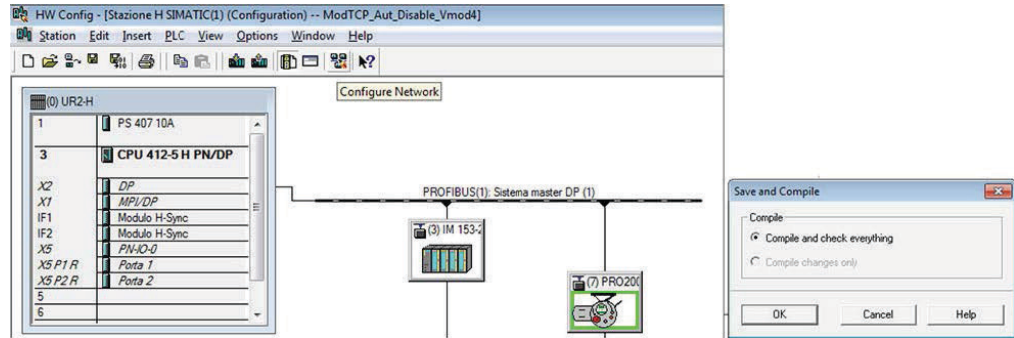 HW Config - [Stazione H SIMATIC(1) (Configuration) -- ModTCP_Aut_Disable_Vmod4]
Station Edit Insert PLC View Options Window Help
Configure Network
(0) UR2-H
1 PS 407 10A
3 CPU 412-5 H PN/DP
X2 DP
X1 MPI/DP
IF1 Modulo H-Sync
IF2 Modulo H-Sync
X5 PN-IO-0
X5 P1 R Porta 1
X5 P2 R Porta 2
5
6
PROFIBUS(1): Sistema master DP (1)
(3) IM 153-2
(7) PRO200
Save and Compile
Compile
Compile and check everything
Compile changes only
OK Cancel Help